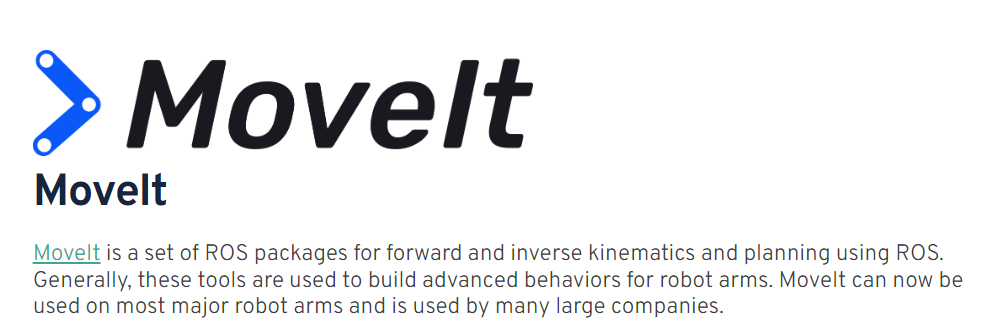 MoveIt
MoveIt
MoveIt is a set of ROS packages for forward and inverse kinematics and planning using ROS.
Generally, these tools are used to build advanced behaviors for robot arms. MoveIt can now be
used on most major robot arms and is used by many large companies.